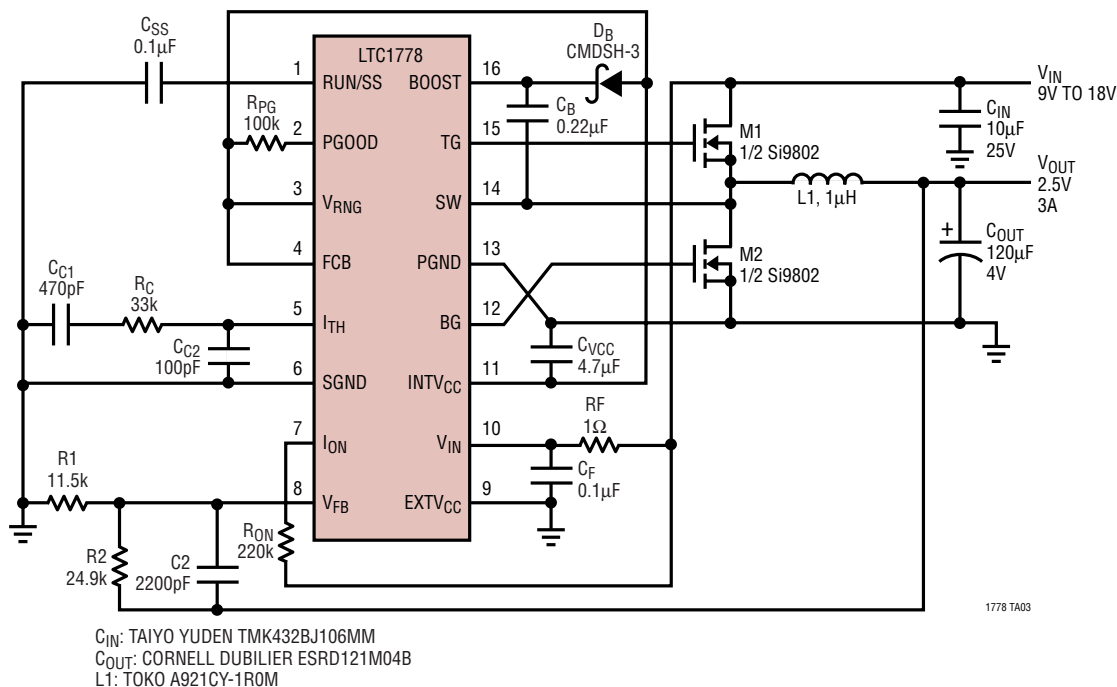 C_SS
0.1µF
D_B
CMDSH-3
LTC1778
1
RUN/SS
BOOST
16
V_IN
9V TO 18V
R_PG
100k
C_B
0.22µF
C_IN
10µF
25V
2
PGOOD
TG
15
M1
1/2 Si9802
V_OUT
2.5V
3A
3
V_RNG
SW
14
L1, 1µH
4
FCB
PGND
13
+
C_OUT
120µF
4V
M2
1/2 Si9802
C_C1
470pF
R_C
33k
5
I_TH
BG
12
C_C2
100pF
C_VCC
4.7µF
6
SGND
INTV_CC
11
RF
1Ω
7
I_ON
V_IN
10
R1
11.5k
C_F
0.1µF
8
V_FB
EXTV_CC
9
R_ON
220k
R2
24.9k
C2
2200pF
1778 TA03
C_IN: TAIYO YUDEN TMK432BJ106MM
C_OUT: CORNELL DUBILIER ESRD121M04B
L1: TOKO A921CY-1R0M